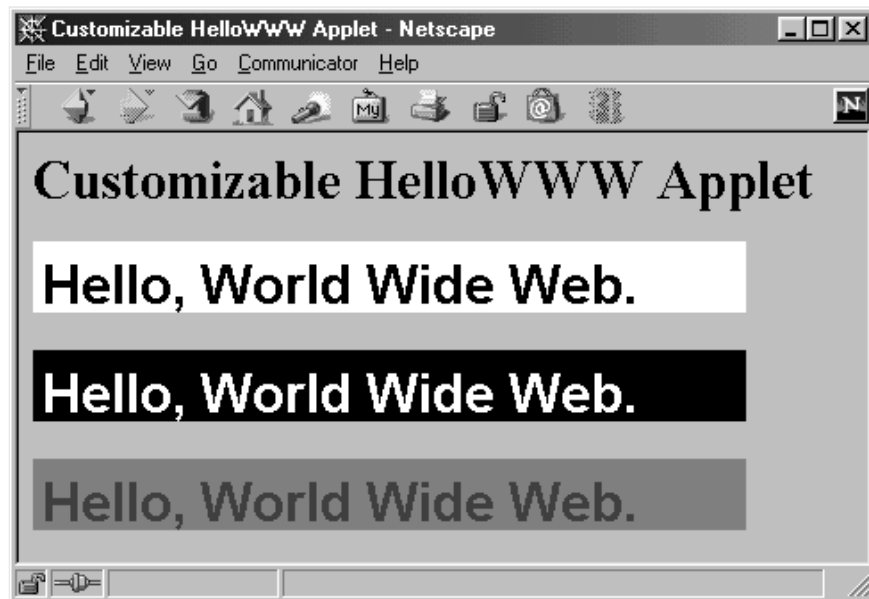 Customizable HelloWWW Applet - Netscape
File Edit View Go Communicator Help
My
@
N
Customizable HelloWWW Applet
Hello, World Wide Web.
Hello, World Wide Web.
Hello, World Wide Web.